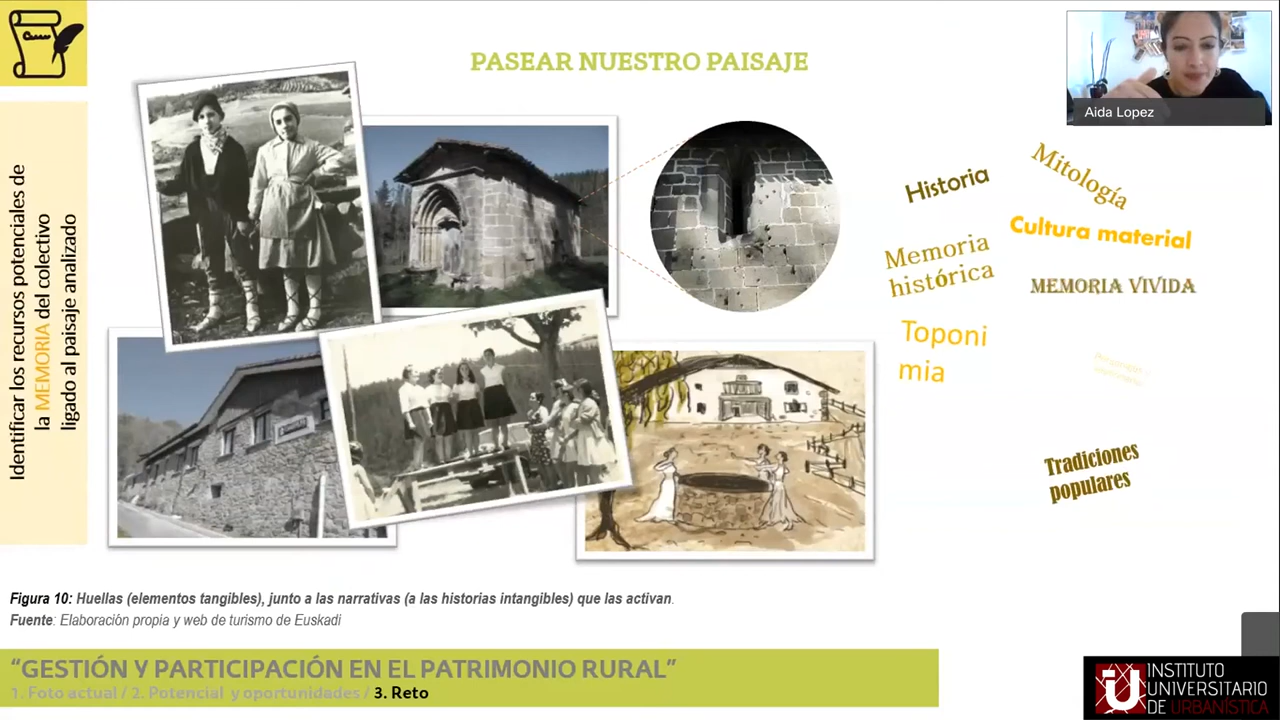 PASEAR NUESTRO PAISAJE
Aida Lopez
Identificar los recursos potenciales de
la MEMORIA del colectivo
ligado al paisaje analizado
Historia
Mitología
Cultura material
Memoria
histórica
MEMORIA VIVIDA
Toponi
mia
Tradiciones
populares
Figura 10: Huellas (elementos tangibles), junto a las narrativas (a las historias intangibles) que las activan.
Fuente: Elaboración propia y web de turismo de Euskadi
“GESTIÓN Y PARTICIPACIÓN EN EL PATRIMONIO RURAL”
1. Foto actual / 2. Potencial y oportunidades / 3. Reto
INSTITUTO
UNIVERSITARIO
DE URBANÍSTICA